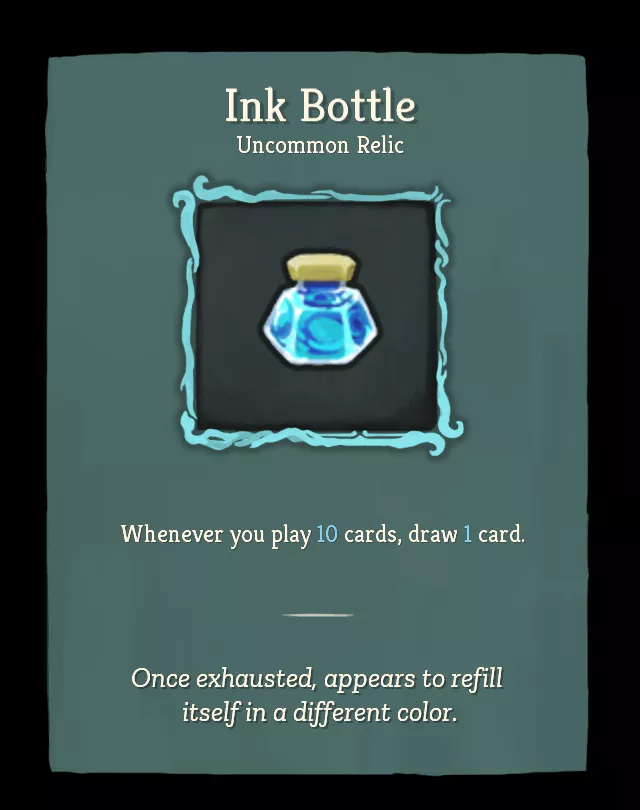 Ink Bottle
Uncommon Relic
Whenever you play 10 cards, draw 1 card.
Once exhausted, appears to refill
itself in a different color.